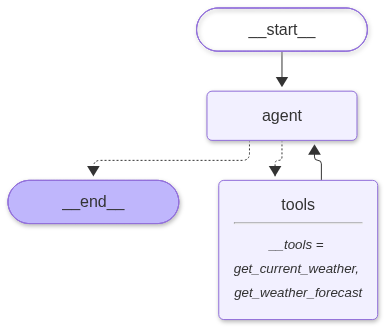 __start__
agent
__end__
tools
__tools =
get_current_weather,
get_weather_forecast